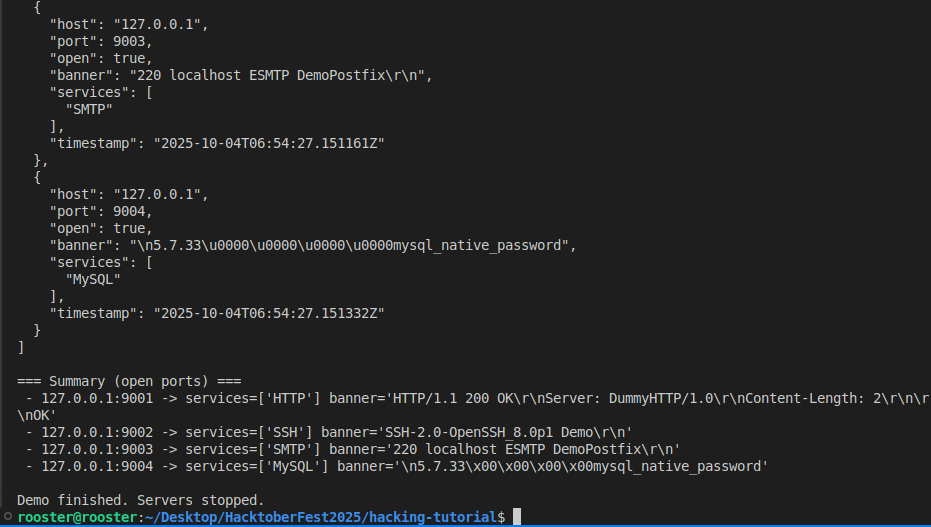 {
"host": "127.0.0.1",
"port": 9003,
"open": true,
"banner": "220 localhost ESMTP DemoPostfix\r\n",
"services": [
"SMTP"
],
"timestamp": "2025-10-04T06:54:27.151161Z"
},
{
"host": "127.0.0.1",
"port": 9004,
"open": true,
"banner": "\n5.7.33\u0000\u0000\u0000\u0000mysql_native_password",
"services": [
"MySQL"
],
"timestamp": "2025-10-04T06:54:27.151332Z"
}
]
=== Summary (open ports) ===
- 127.0.0.1:9001 -> services=['HTTP'] banner='HTTP/1.1 200 OK\r\nServer: DummyHTTP/1.0\r\nContent-Length: 2\r\n\r
\nOK'
- 127.0.0.1:9002 -> services=['SSH'] banner='SSH-2.0-OpenSSH_8.0p1 Demo\r\n'
- 127.0.0.1:9003 -> services=['SMTP'] banner='220 localhost ESMTP DemoPostfix\r\n'
- 127.0.0.1:9004 -> services=['MySQL'] banner='\n5.7.33\x00\x00\x00\x00mysql_native_password'
Demo finished. Servers stopped.
rooster@rooster:~/Desktop/HacktoberFest2025/hacking-tutorial$